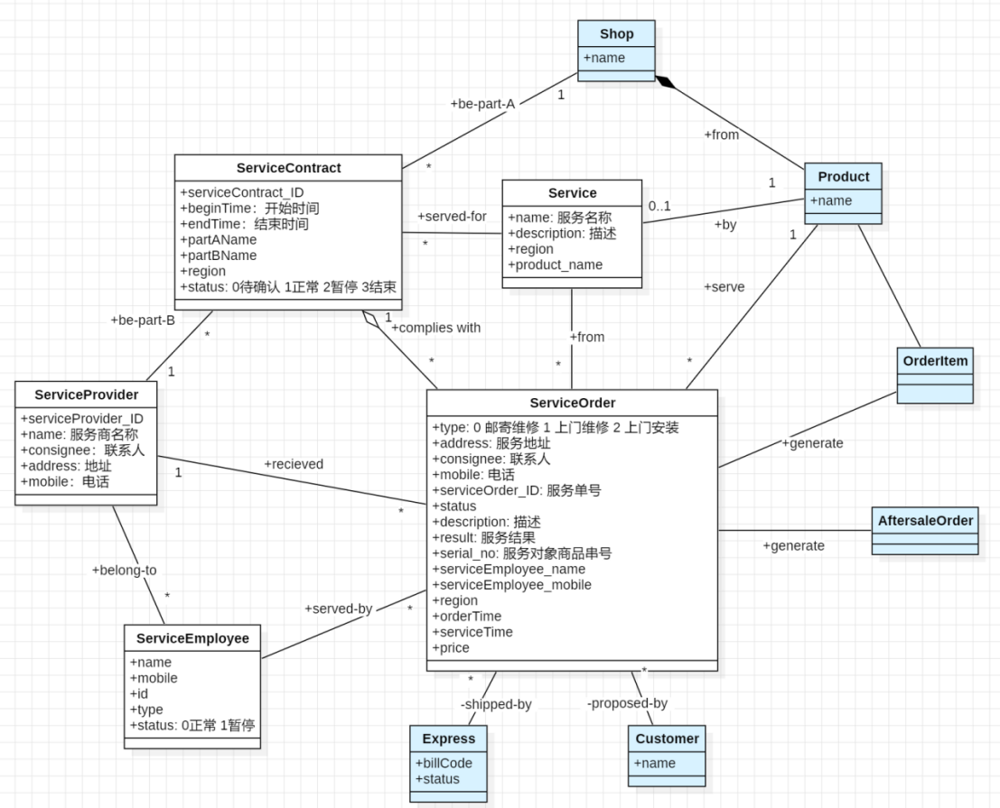 Shop
+name
+be-part-A
1
*
+from
ServiceContract
+serviceContract_ID
+beginTime：开始时间
+endTime：结束时间
+partAName
+partBName
+region
+status: 0待确认 1正常 2暂停 3结束
Service
+name: 服务名称
+description: 描述
+region
+product_name
Product
+name
+served-for
*
0..1
1
+by
1
+serve
*
+be-part-B
*
1
1
+complies with
*
+from
*
OrderItem
ServiceProvider
+serviceProvider_ID
+name: 服务商名称
+consignee：联系人
+address: 地址
+mobile：电话
ServiceOrder
+type: 0 邮寄维修 1 上门维修 2 上门安装
+address: 服务地址
+consignee: 联系人
+mobile: 电话
+serviceOrder_ID: 服务单号
+status
+description: 描述
+result: 服务结果
+serial_no: 服务对象商品串号
+serviceEmployee_name
+serviceEmployee_mobile
+region
+orderTime
+serviceTime
+price
+generate
1
+recieved
*
AftersaleOrder
+generate
+belong-to
*
+served-by
*
ServiceEmployee
+name
+mobile
+id
+type
+status: 0正常 1暂停
*
-shipped-by
*
-proposed-by
Express
+billCode
+status
Customer
+name